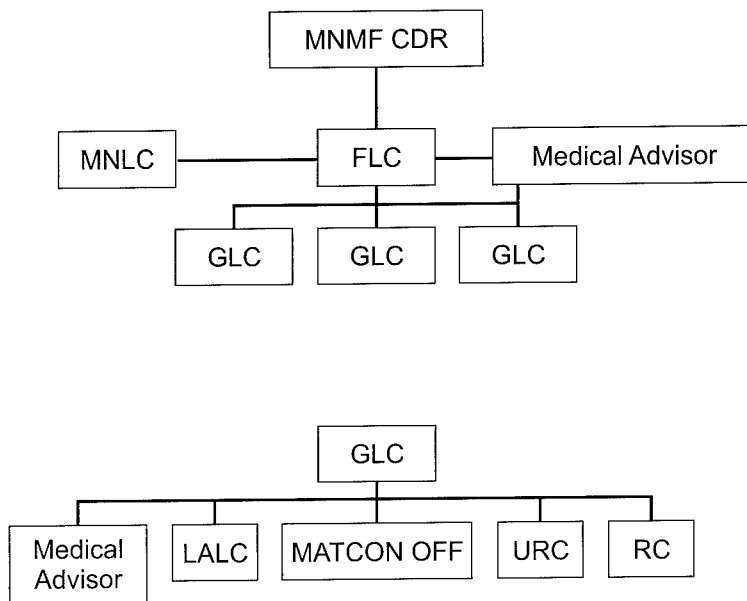 MNMF CDR
MNLC
FLC
Medical Advisor
GLC
GLC
GLC
GLC
Medical
Advisor
LALC
MATCON OFF
URC
RC